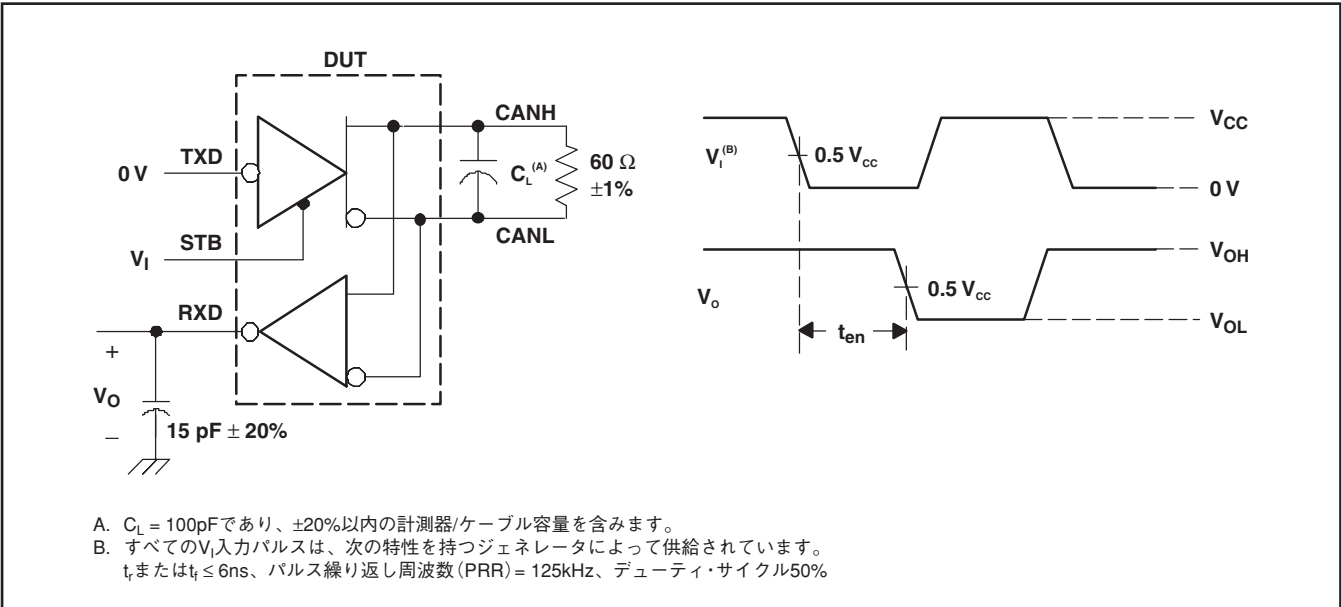 DUT
CANH
TXD
0 V
C_L^(A)
60 Ω
±1%
CANL
STB
V_I
RXD
+
V_O
–
15 pF ± 20%
V_I^(B)
0.5 V_CC
V_CC
0 V
V_OH
V_O
0.5 V_CC
t_en
V_OL
A. C_L = 100pFであり、±20%以内の計測器/ケーブル容量を含みます。
B. すべてのV_I入力パルスは、次の特性を持つジェネレータによって供給されています。
t_rまたはt_f ≤ 6ns、パルス繰り返し周波数(PRR) = 125kHz、デューティ・サイクル50%